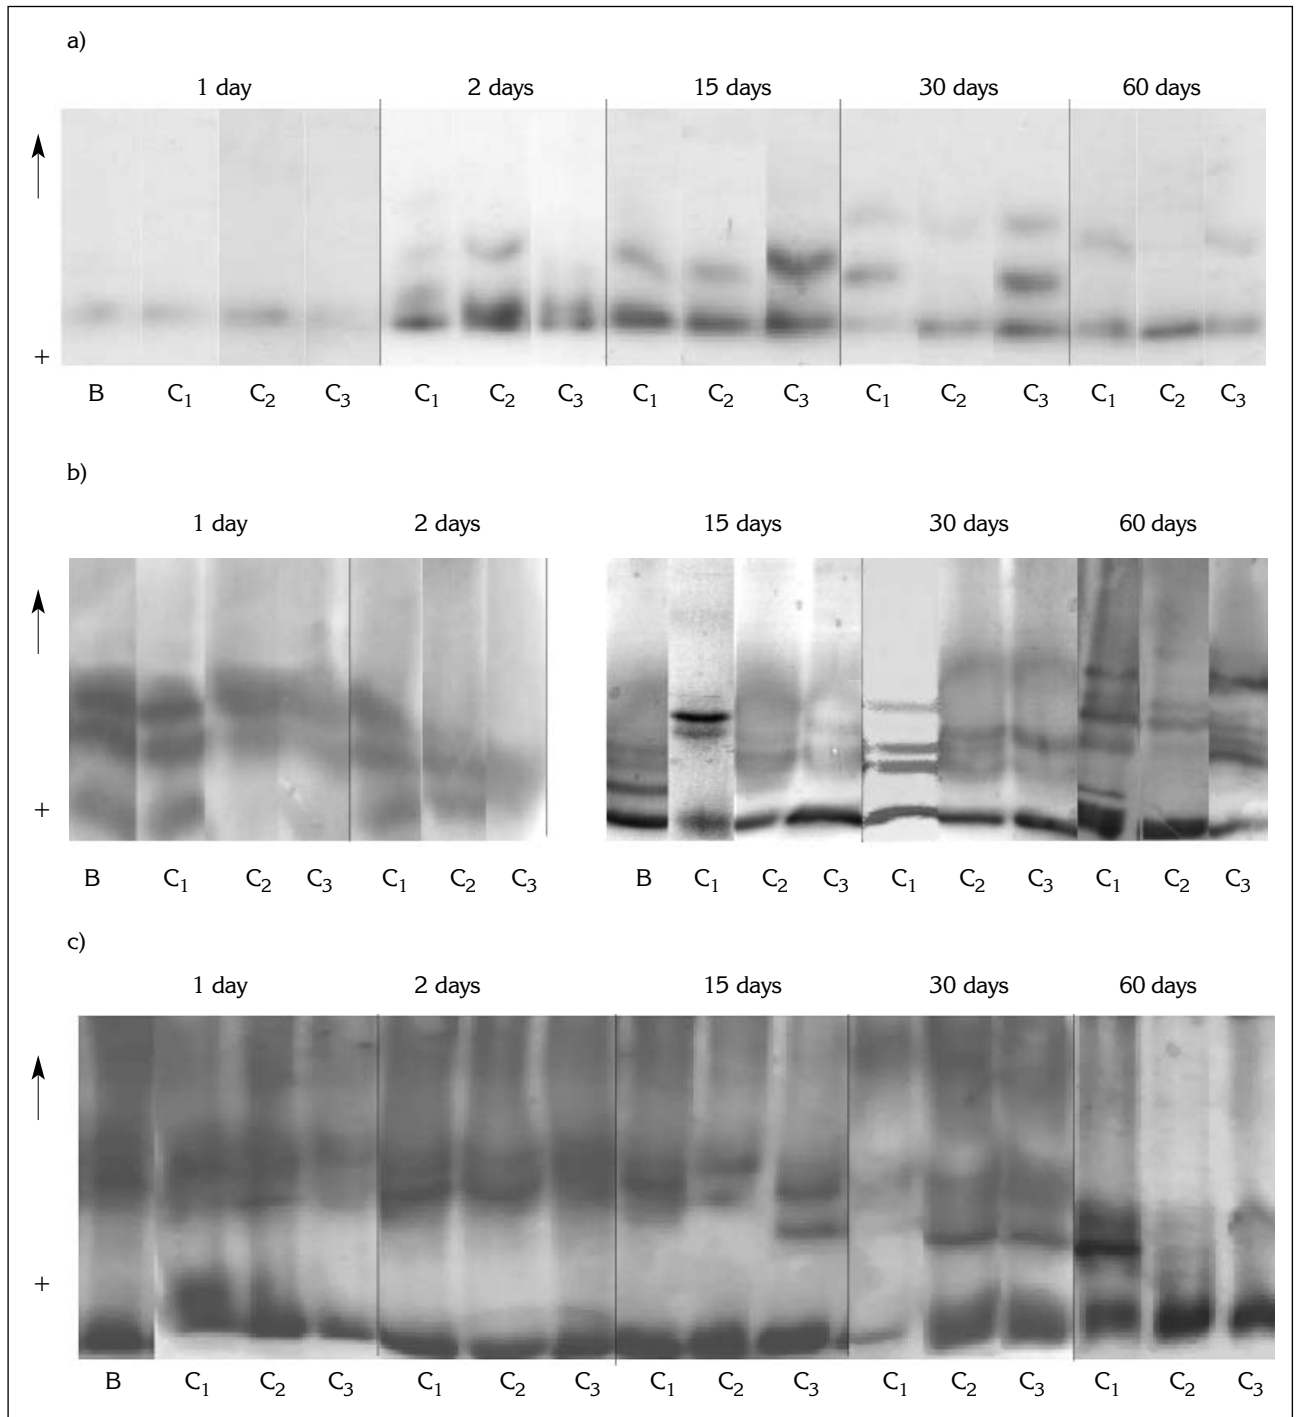 a)
1 day 2 days 15 days 30 days 60 days
+
B C₁ C₂ C₃ C₁ C₂ C₃ C₁ C₂ C₃ C₁ C₂ C₃ C₁ C₂ C₃
b)
1 day 2 days 15 days 30 days 60 days
+
B C₁ C₂ C₃ C₁ C₂ C₃ B C₁ C₂ C₃ C₁ C₂ C₃ C₁ C₂ C₃
c)
1 day 2 days 15 days 30 days 60 days
+
B C₁ C₂ C₃ C₁ C₂ C₃ C₁ C₂ C₃ C₁ C₂ C₃ C₁ C₂ C₃